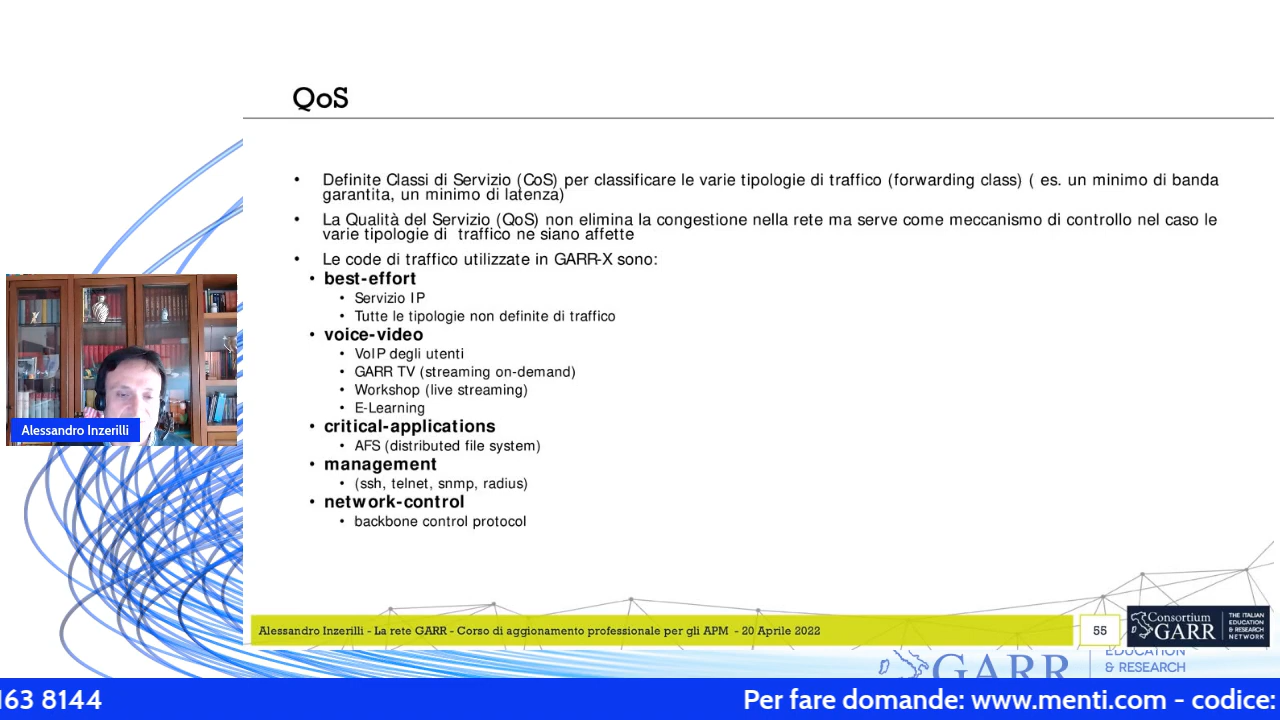 QoS
• Definite Classi di Servizio (CoS) per classificare le varie tipologie di traffico (forwarding class) ( es. un minimo di banda
garantita, un minimo di latenza)
• La Qualità del Servizio (QoS) non elimina la congestione nella rete ma serve come meccanismo di controllo nel caso le
varie tipologie di traffico ne siano affette
• Le code di traffico utilizzate in GARR-X sono:
• best-effort
• Servizio IP
• Tutte le tipologie non definite di traffico
• voice-video
• VoIP degli utenti
• GARR TV (streaming on-demand)
• Workshop (live streaming)
• E-Learning
• critical-applications
• AFS (distributed file system)
• management
• (ssh, telnet, snmp, radius)
• network-control
• backbone control protocol
Alessandro Inzerilli
Alessandro Inzerilli - La rete GARR - Corso di aggionamento professionale per gli APM - 20 Aprile 2022
55
Consortium
GARR
THE ITALIAN
EDUCATION
& RESEARCH
NETWORK
GARR
EDUCATION
& RESEARCH
163 8144
Per fare domande: www.menti.com - codice: